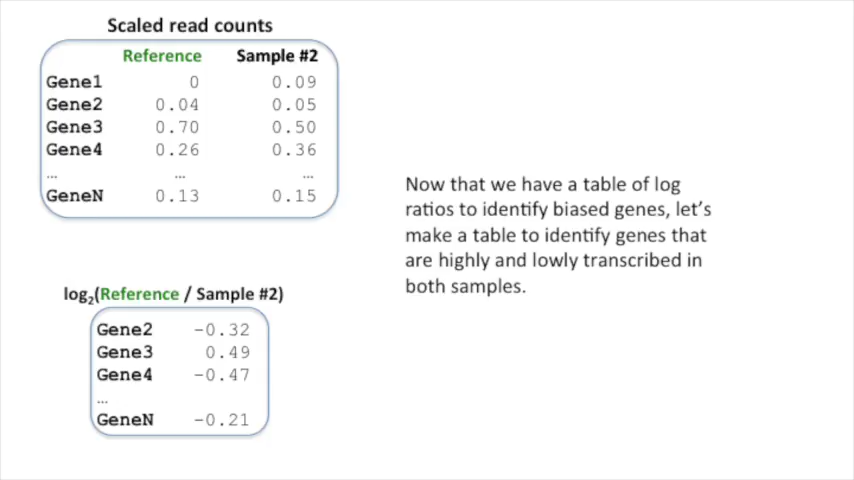 Scaled read counts
Reference Sample #2
Gene1 0 0.09
Gene2 0.04 0.05
Gene3 0.70 0.50
Gene4 0.26 0.36
… … …
GeneN 0.13 0.15
Now that we have a table of log
ratios to identify biased genes, let’s
make a table to identify genes that
are highly and lowly transcribed in
both samples.
log₂(Reference / Sample #2)
Gene2 -0.32
Gene3 0.49
Gene4 -0.47
…
GeneN -0.21